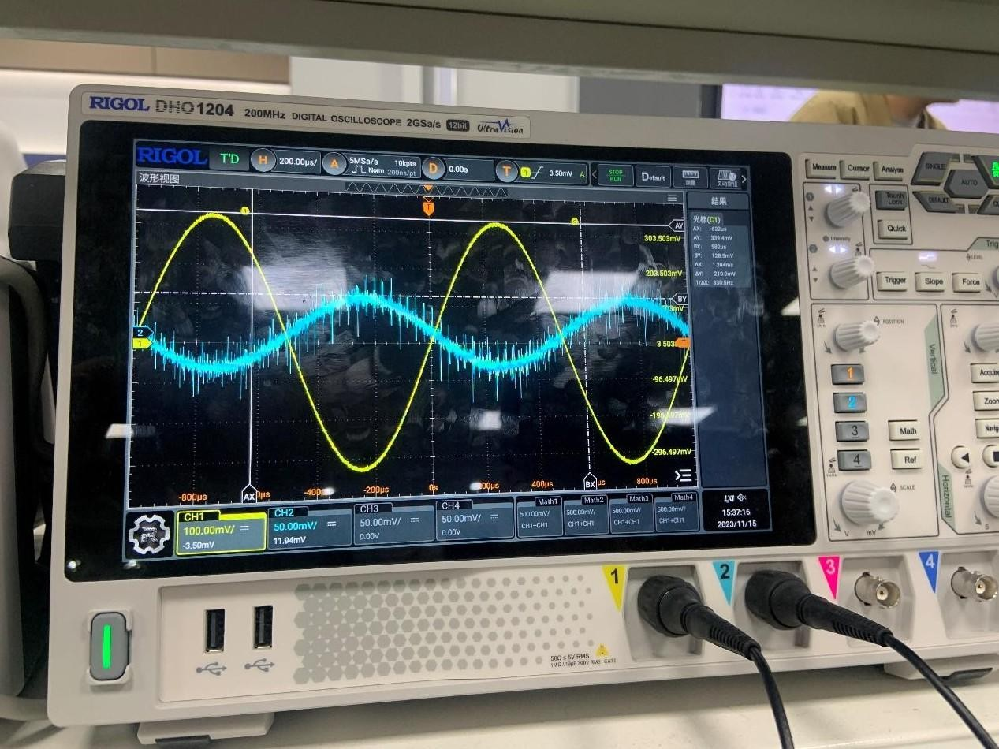 RIGOL DHO1204 200MHz DIGITAL OSCILLOSCOPE 2GSa/s 12bit UltraVision
RIGOL T'D H 200.00μs/ A 5MSa/s 10kpts Norm 200ns/pt D 0.00s T 1 3.50mV A STOP RUN Default 测量
波形视图
结果
光标(C1)
AX: -622us
AY: 339.4mV
BX: 582us
BY: 128.5mV
ΔX: 1.204ms
ΔY: -210.9mV
1/ΔX: 830.5Hz
T
1
2
AY
303.503mV
203.503mV
BY
3mV
2
1
3.503
T
-96.497mV
-196.497mV
-296.497mV
-800μs
AX
μs
-400μs
-200μs
0s
400μs
BX
μs
800μs
CH1
100.00mV/
-3.50mV
CH2
50.00mV/
11.94mV
CH3
50.00mV/
0.00V
CH4
50.00mV/
0.00V
Math1
500.00mV/
CH1+CH1
Math2
500.00mV/
CH1+CH1
Math3
500.00mV/
CH1+CH1
Math4
500.00mV/
CH1+CH1
LXI
15:37:16
2023/11/15
Measure Cursor Analyse
SINGLE
AUTO
DEFAULT
Touch Lock
Quick
Intensity
Trig
LEVEL
Trigger Slope Force
POSITION
Vertical
1
2
3
4
Math
Ref
SCALE
V mV
Acquire
Zoo
Navig
Horizontal
S
1
2
3
4
50Ω ≤ 5V RMS
1MΩ//19pF 300V RMS CAT I